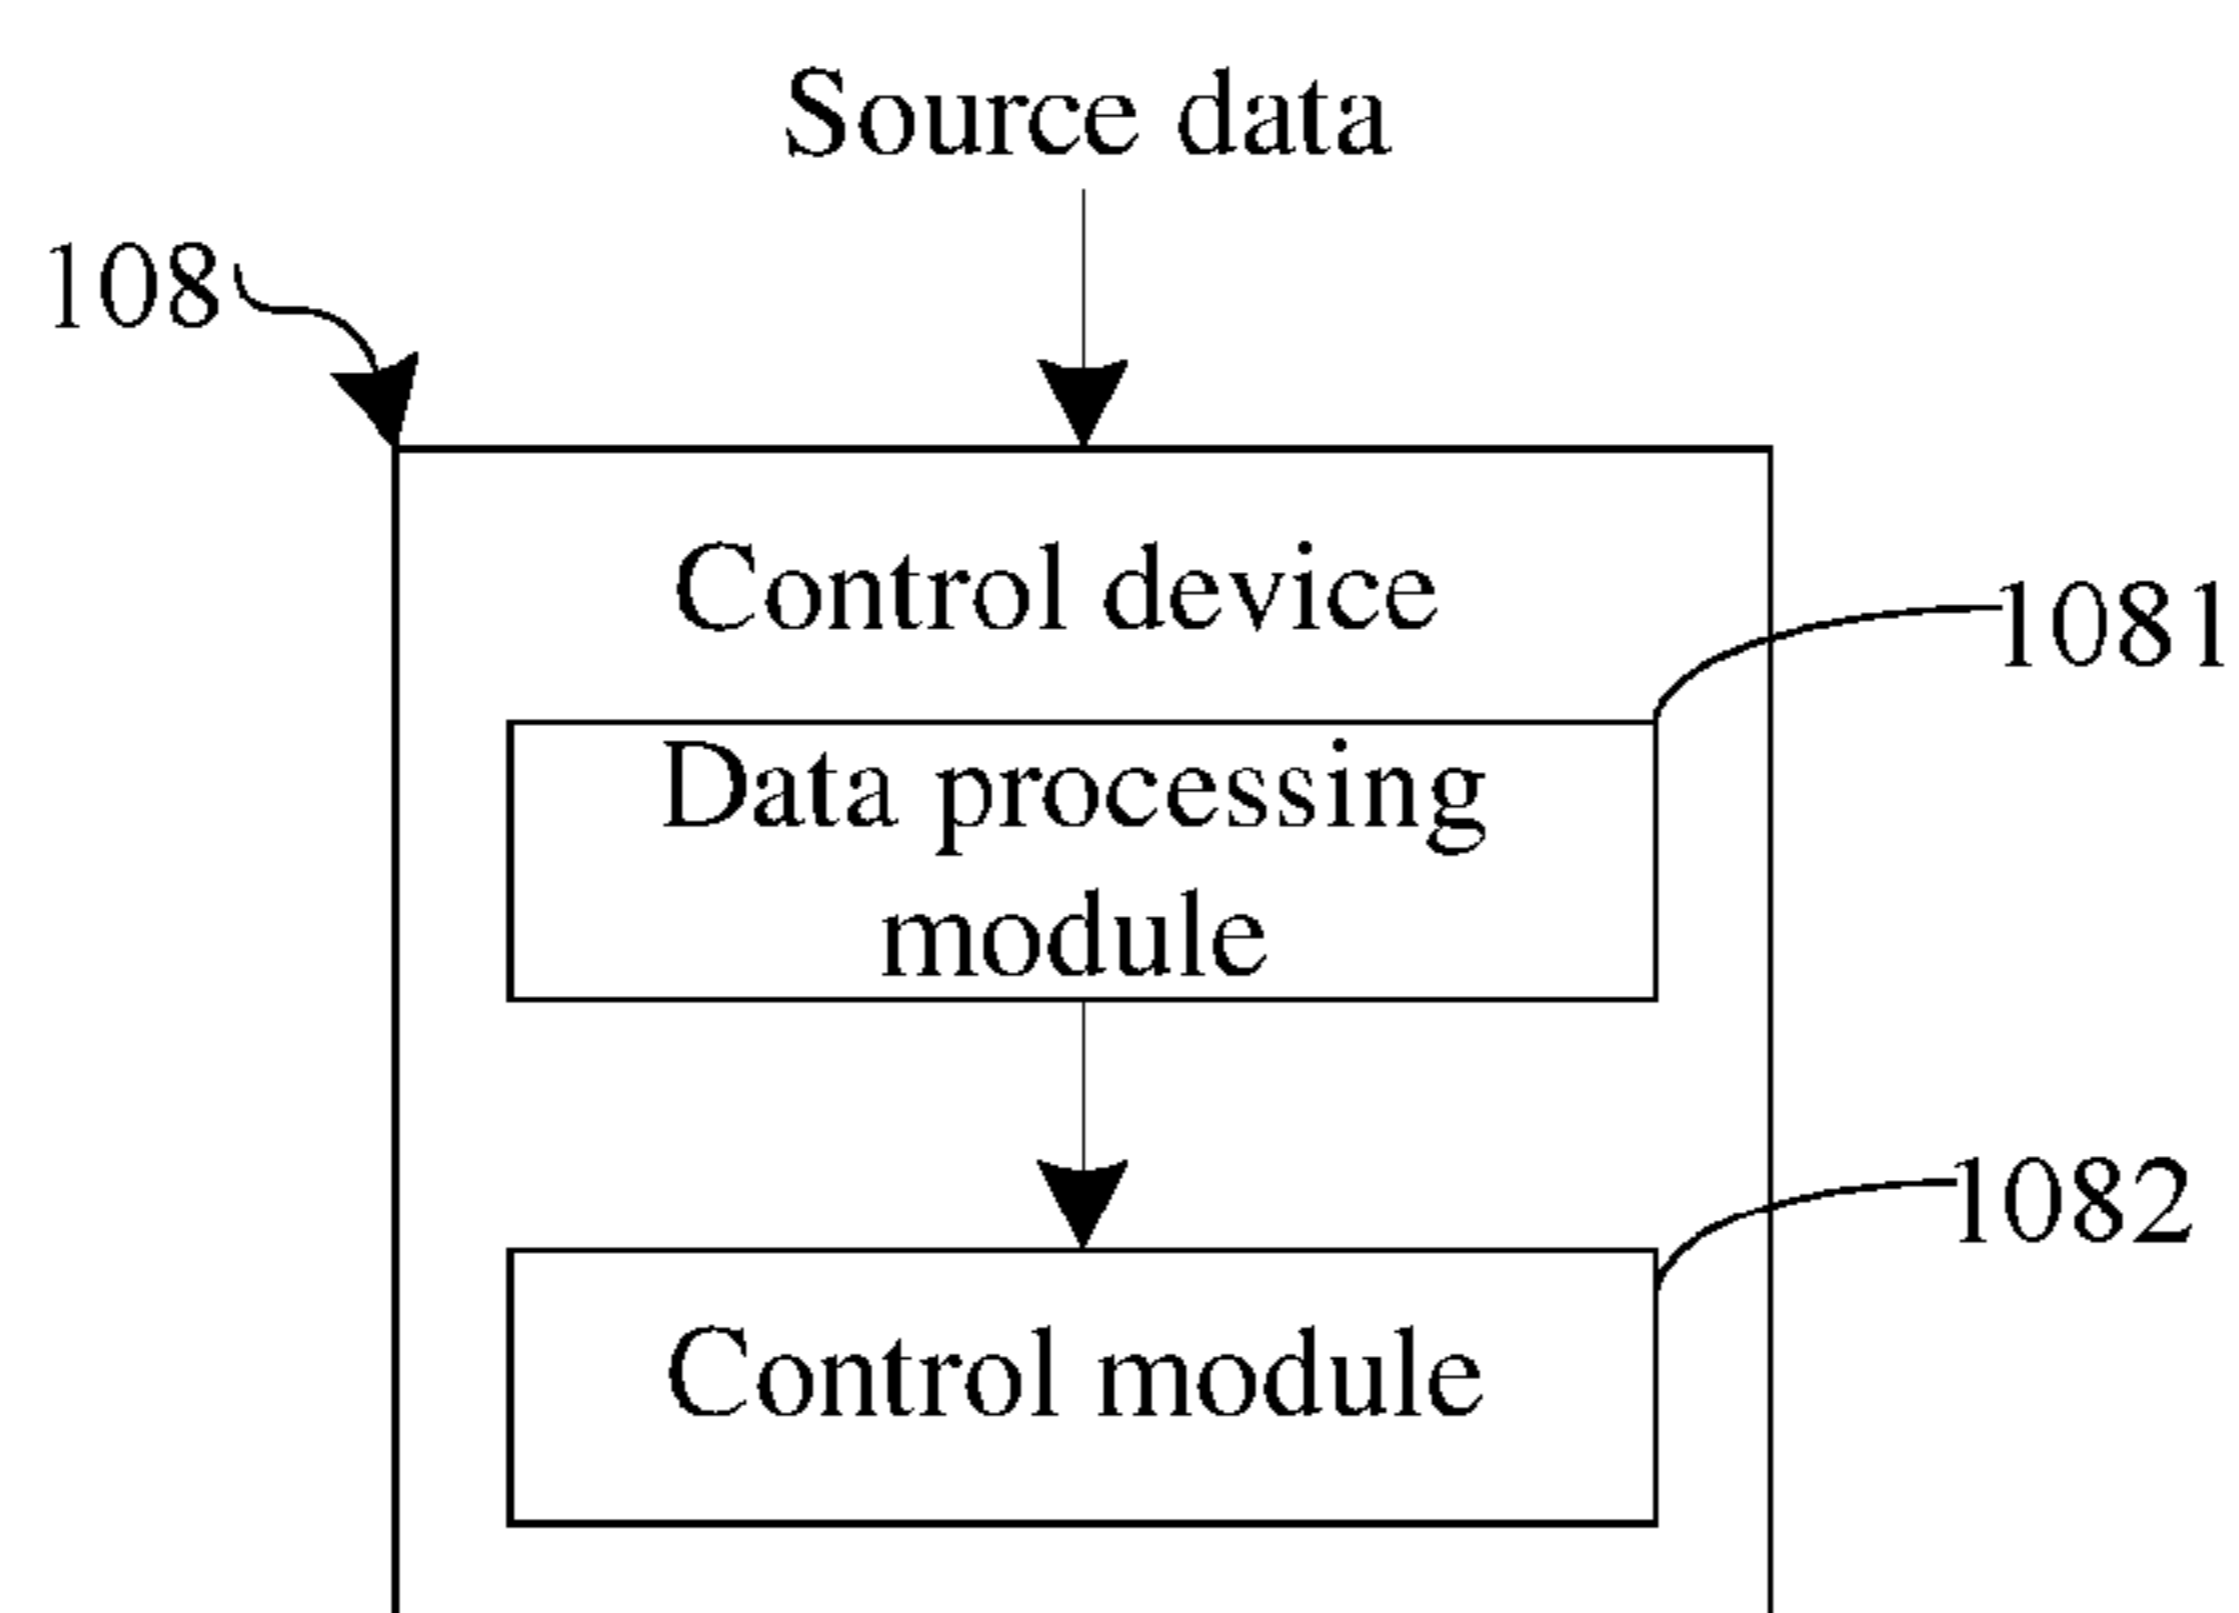 Source data
108
Control device
1081
Data processing
module
1082
Control module